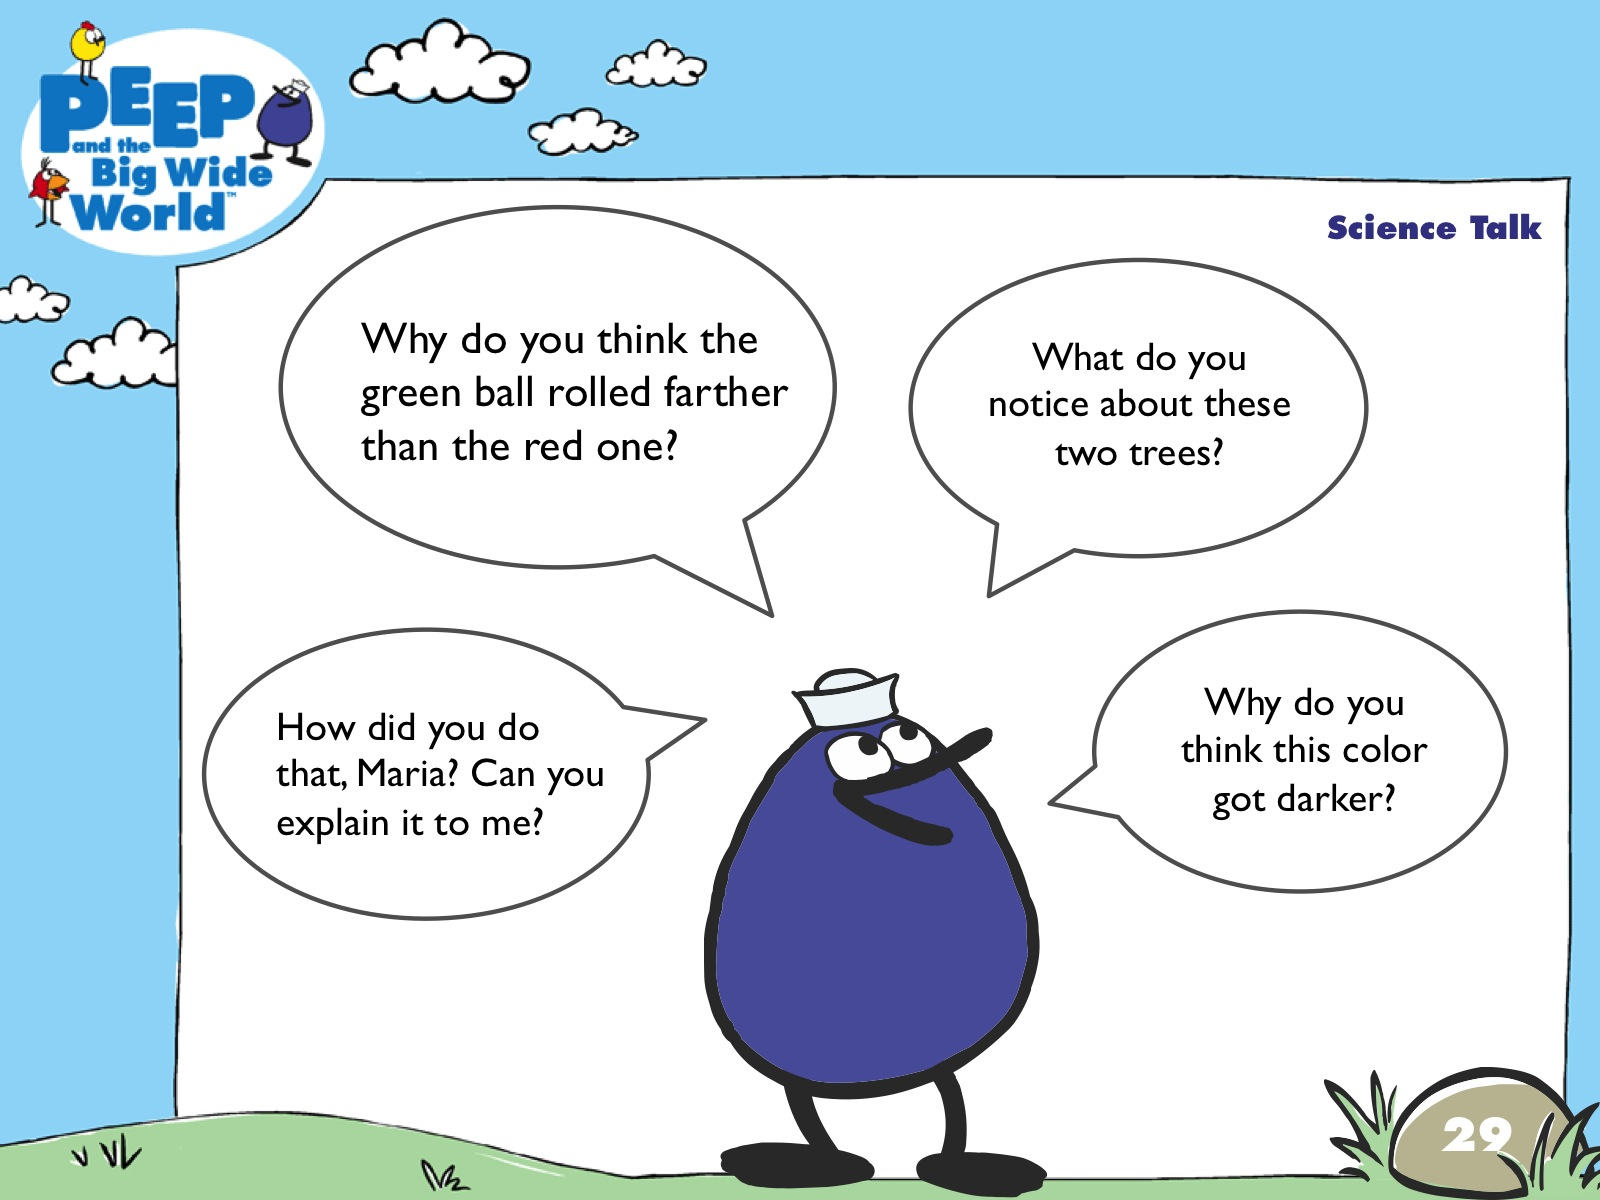 PEEP
and the
Big Wide
World™
Science Talk
Why do you think the
green ball rolled farther
than the red one?
What do you
notice about these
two trees?
How did you do
that, Maria? Can you
explain it to me?
Why do you
think this color
got darker?
29